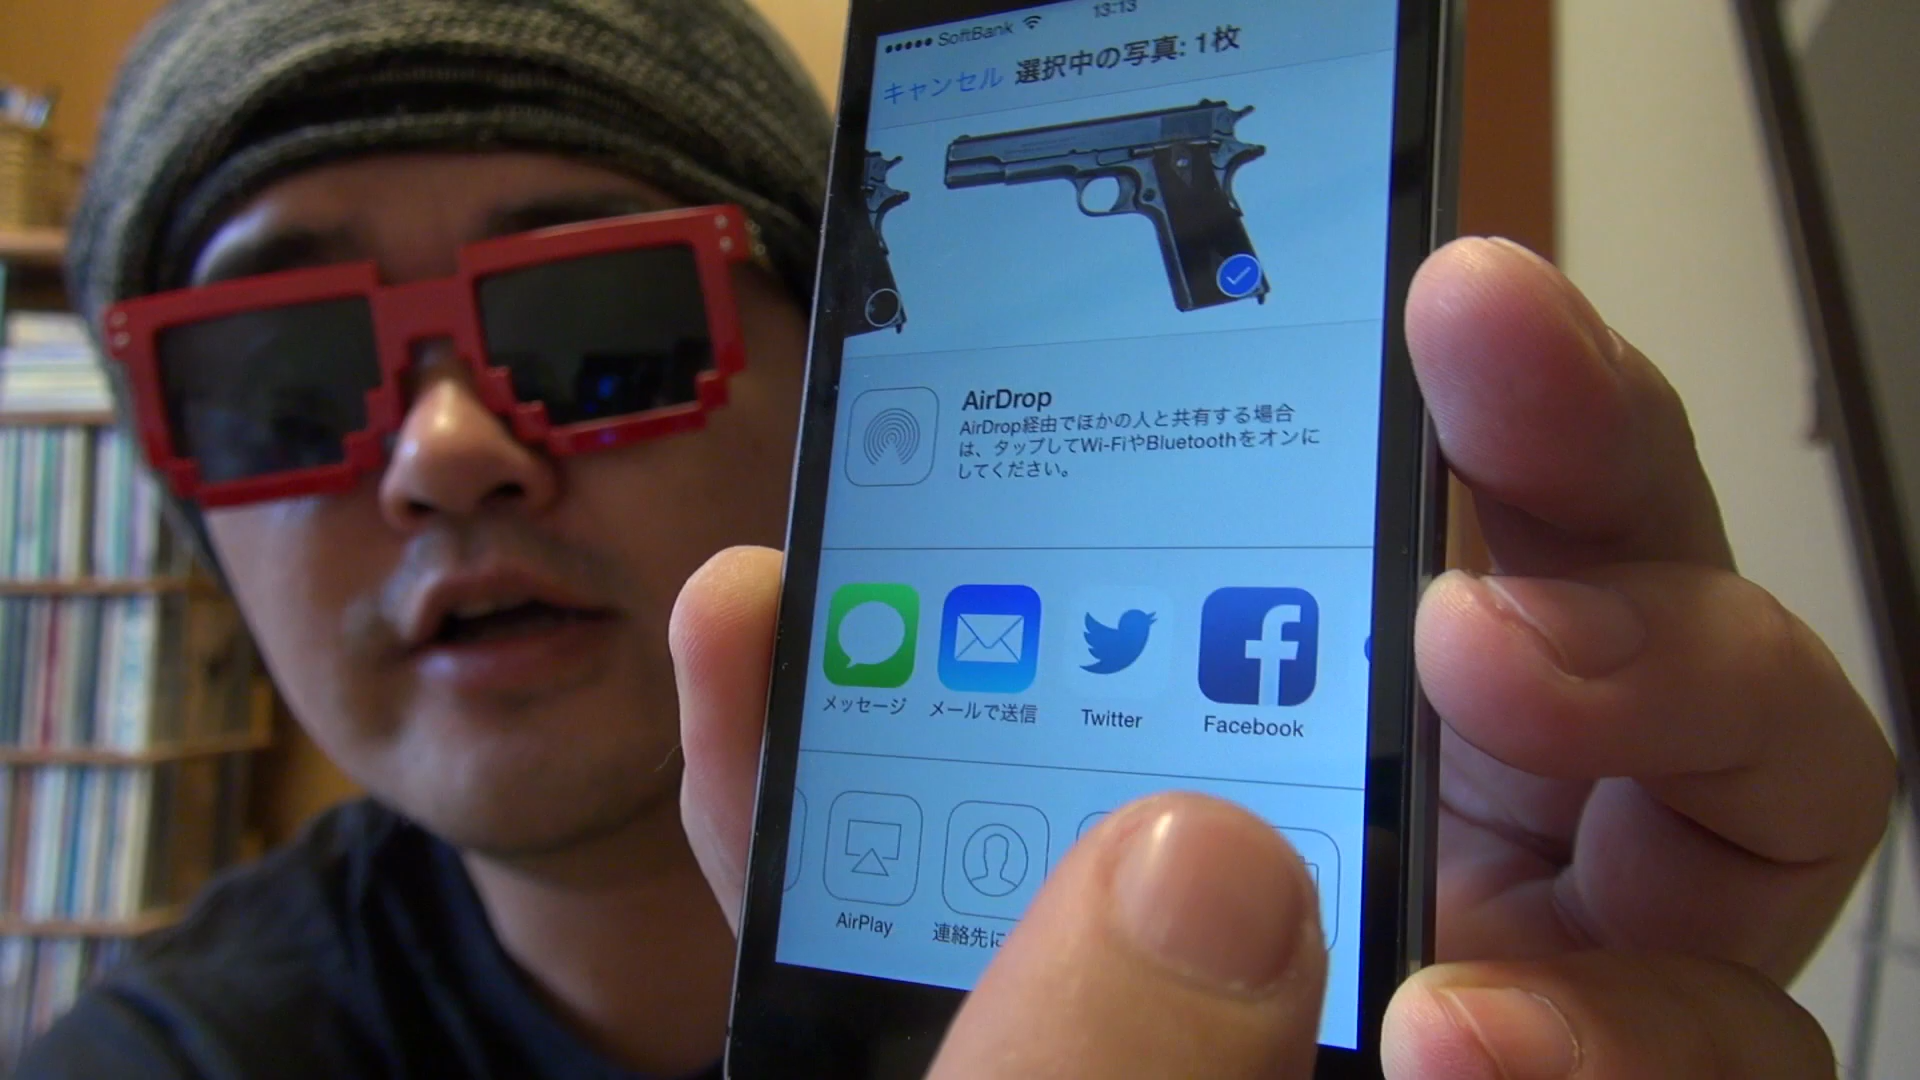 SoftBank 13:13
キャンセル 選択中の写真: 1枚
AirDrop
AirDrop経由でほかの人と共有する場合
は、タップしてWi-FiやBluetoothをオンに
してください。
メッセージ メールで送信 Twitter Facebook
AirPlay 連絡先に